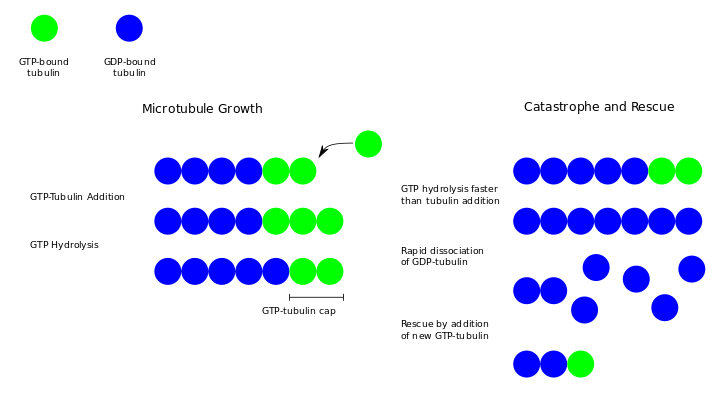 GTP-bound
tubulin
GDP-bound
tubulin
Microtubule Growth
GTP-Tubulin Addition
GTP Hydrolysis
GTP-tubulin cap
Catastrophe and Rescue
GTP hydrolysis faster
than tubulin addition
Rapid dissociation
of GDP-tubulin
Rescue by addition
of new GTP-tubulin